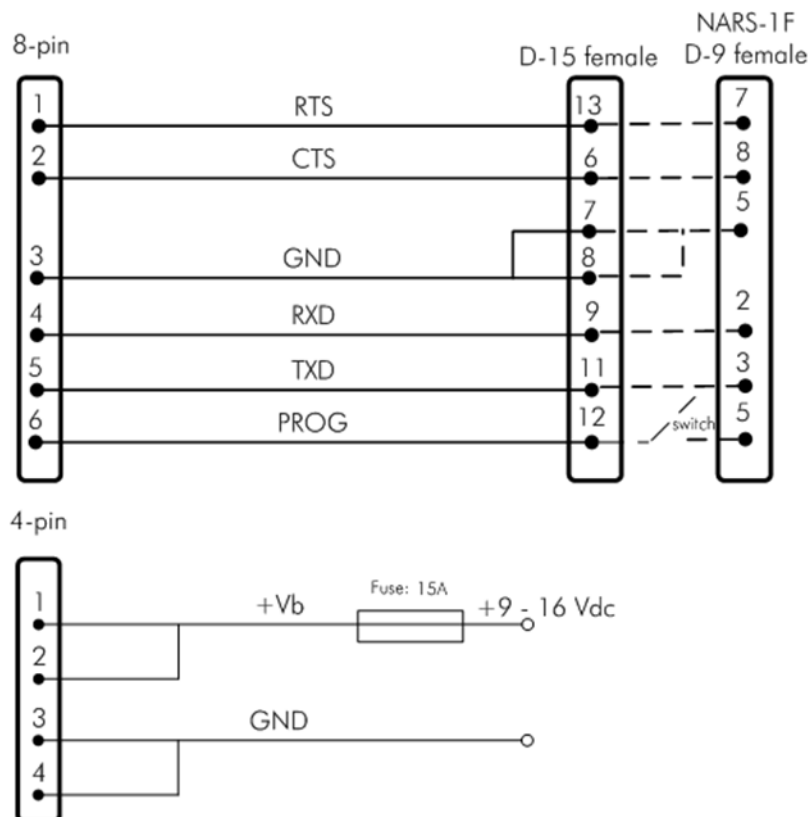 NARS-1F
8-pin
D-15 female
D-9 female
1
RTS
13
7
2
CTS
6
8
7
5
3
GND
8
4
RXD
9
2
5
TXD
11
3
6
PROG
12
switch
5
4-pin
1
+Vb
Fuse: 15A
+9 - 16 Vdc
2
3
GND
4